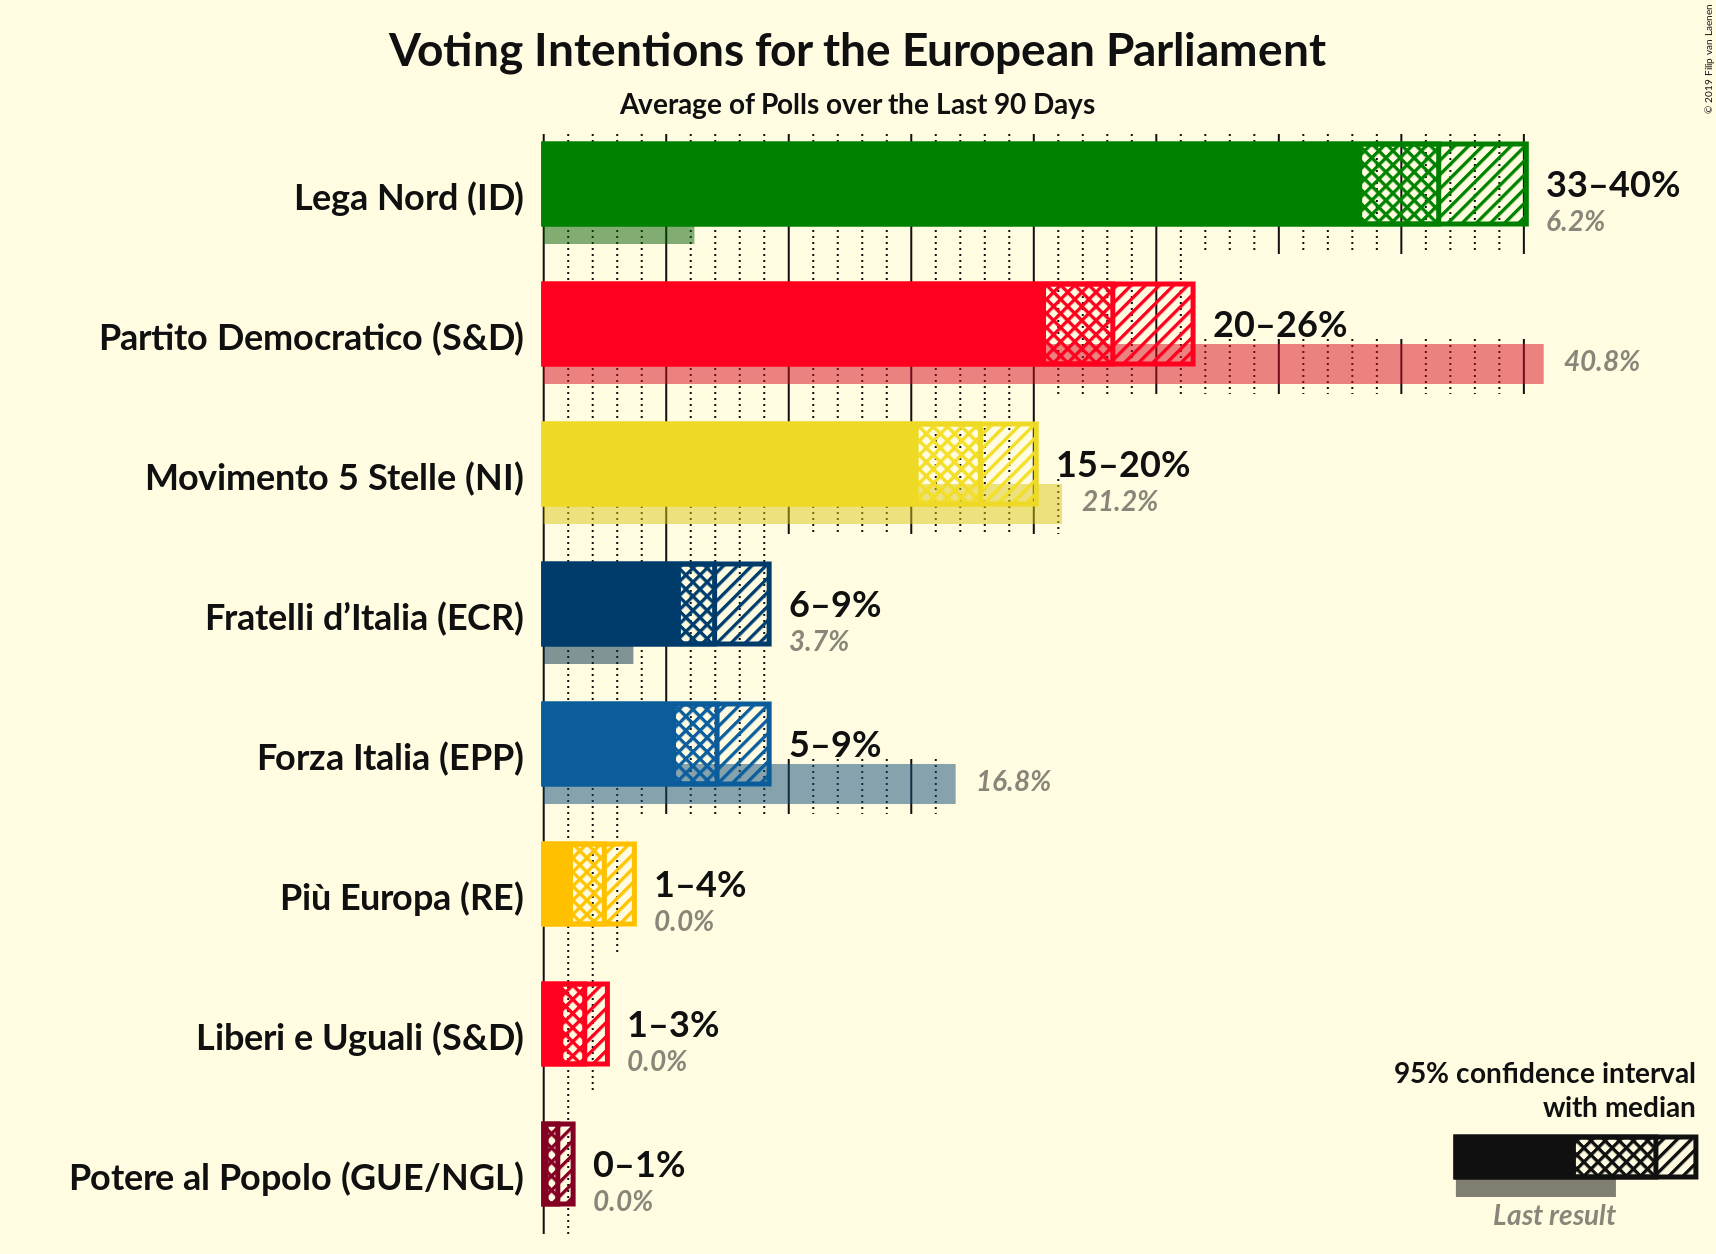 Voting Intentions for the European Parliament
Average of Polls over the Last 90 Days
© 2019 Filip van Laenen
Lega Nord (ID)
33–40%
6.2%
Partito Democratico (S&D)
20–26%
40.8%
Movimento 5 Stelle (NI)
15–20%
21.2%
Fratelli d’Italia (ECR)
6–9%
3.7%
Forza Italia (EPP)
5–9%
16.8%
Più Europa (RE)
1–4%
0.0%
Liberi e Uguali (S&D)
1–3%
0.0%
Potere al Popolo (GUE/NGL)
0–1%
0.0%
95% confidence interval
with median
Last result